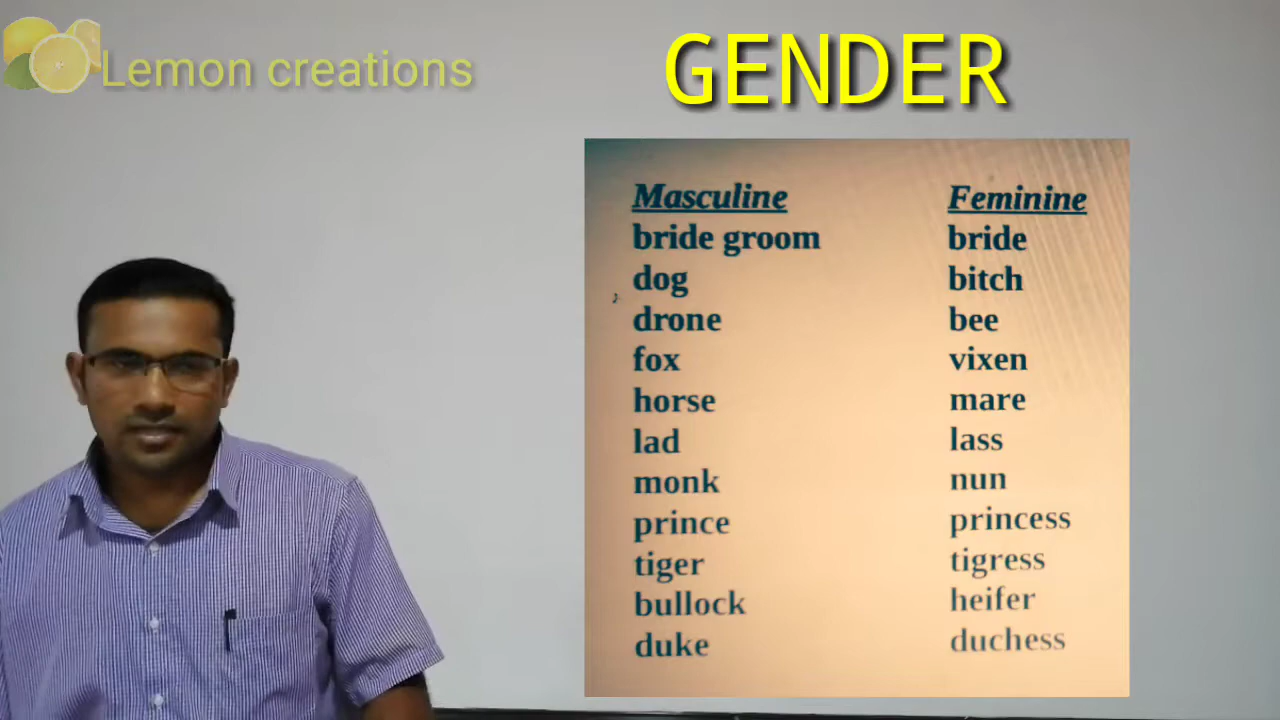 Lemon creations
GENDER
Masculine Feminine
bride groom bride
dog bitch
drone bee
fox vixen
horse mare
lad lass
monk nun
prince princess
tiger tigress
bullock heifer
duke duchess